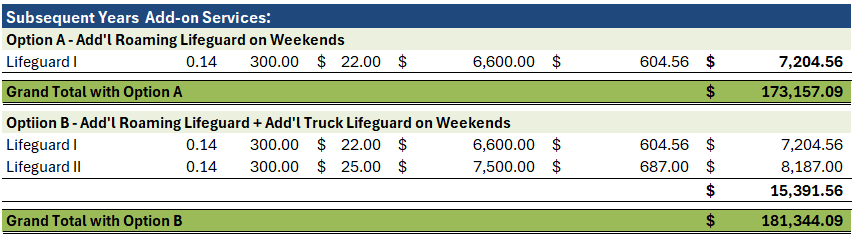 Subsequent Years Add-on Services:
Option A - Add'l Roaming Lifeguard on Weekends
Lifeguard I 0.14 300.00 $ 22.00 $ 6,600.00 $ 604.56 $ 7,204.56
Grand Total with Option A $ 173,157.09
Optiion B - Add'l Roaming Lifeguard + Add'l Truck Lifeguard on Weekends
Lifeguard I 0.14 300.00 $ 22.00 $ 6,600.00 $ 604.56 $ 7,204.56
Lifeguard II 0.14 300.00 $ 25.00 $ 7,500.00 $ 687.00 $ 8,187.00
$ 15,391.56
Grand Total with Option B $ 181,344.09